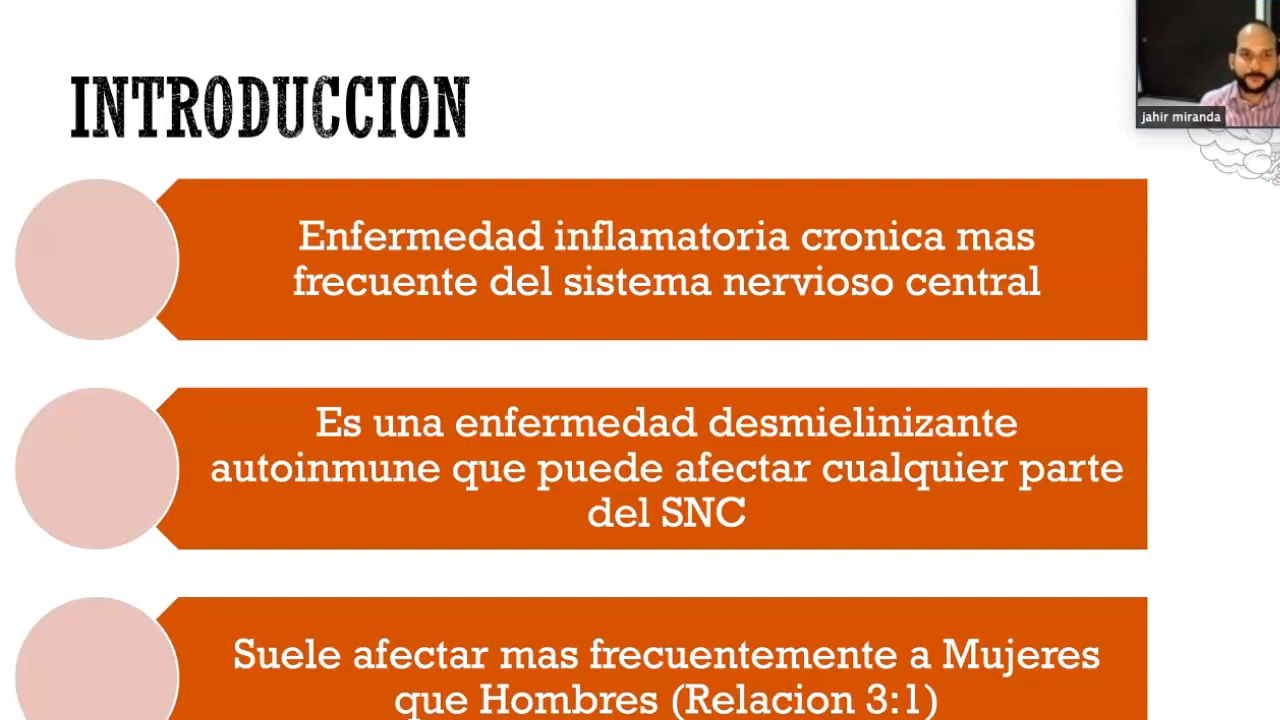 INTRODUCCION
jahir miranda
Enfermedad inflamatoria cronica mas
frecuente del sistema nervioso central
Es una enfermedad desmielinizante
autoinmune que puede afectar cualquier parte
del SNC
Suele afectar mas frecuentemente a Mujeres
que Hombres (Relacion 3:1)